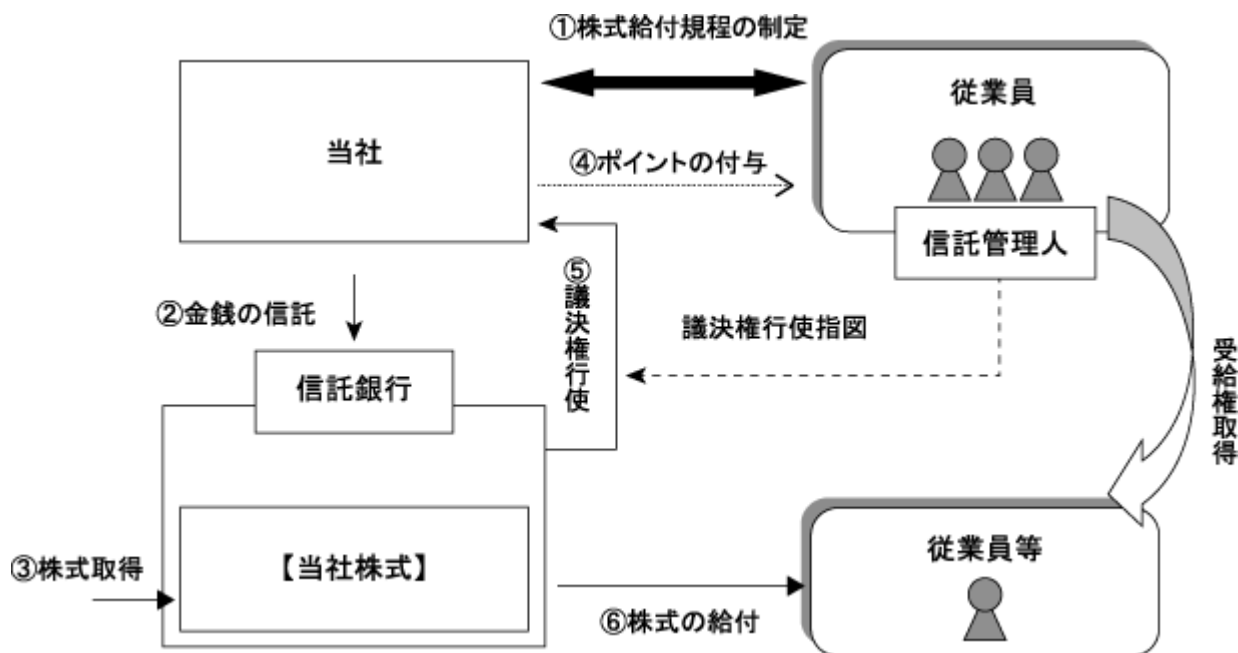 ①株式給付規程の制定
当社
従業員
④ポイントの付与
信託管理人
②金銭の信託
⑤議決権行使
議決権行使指図
受給権取得
信託銀行
③株式取得
【当社株式】
従業員等
⑥株式の給付